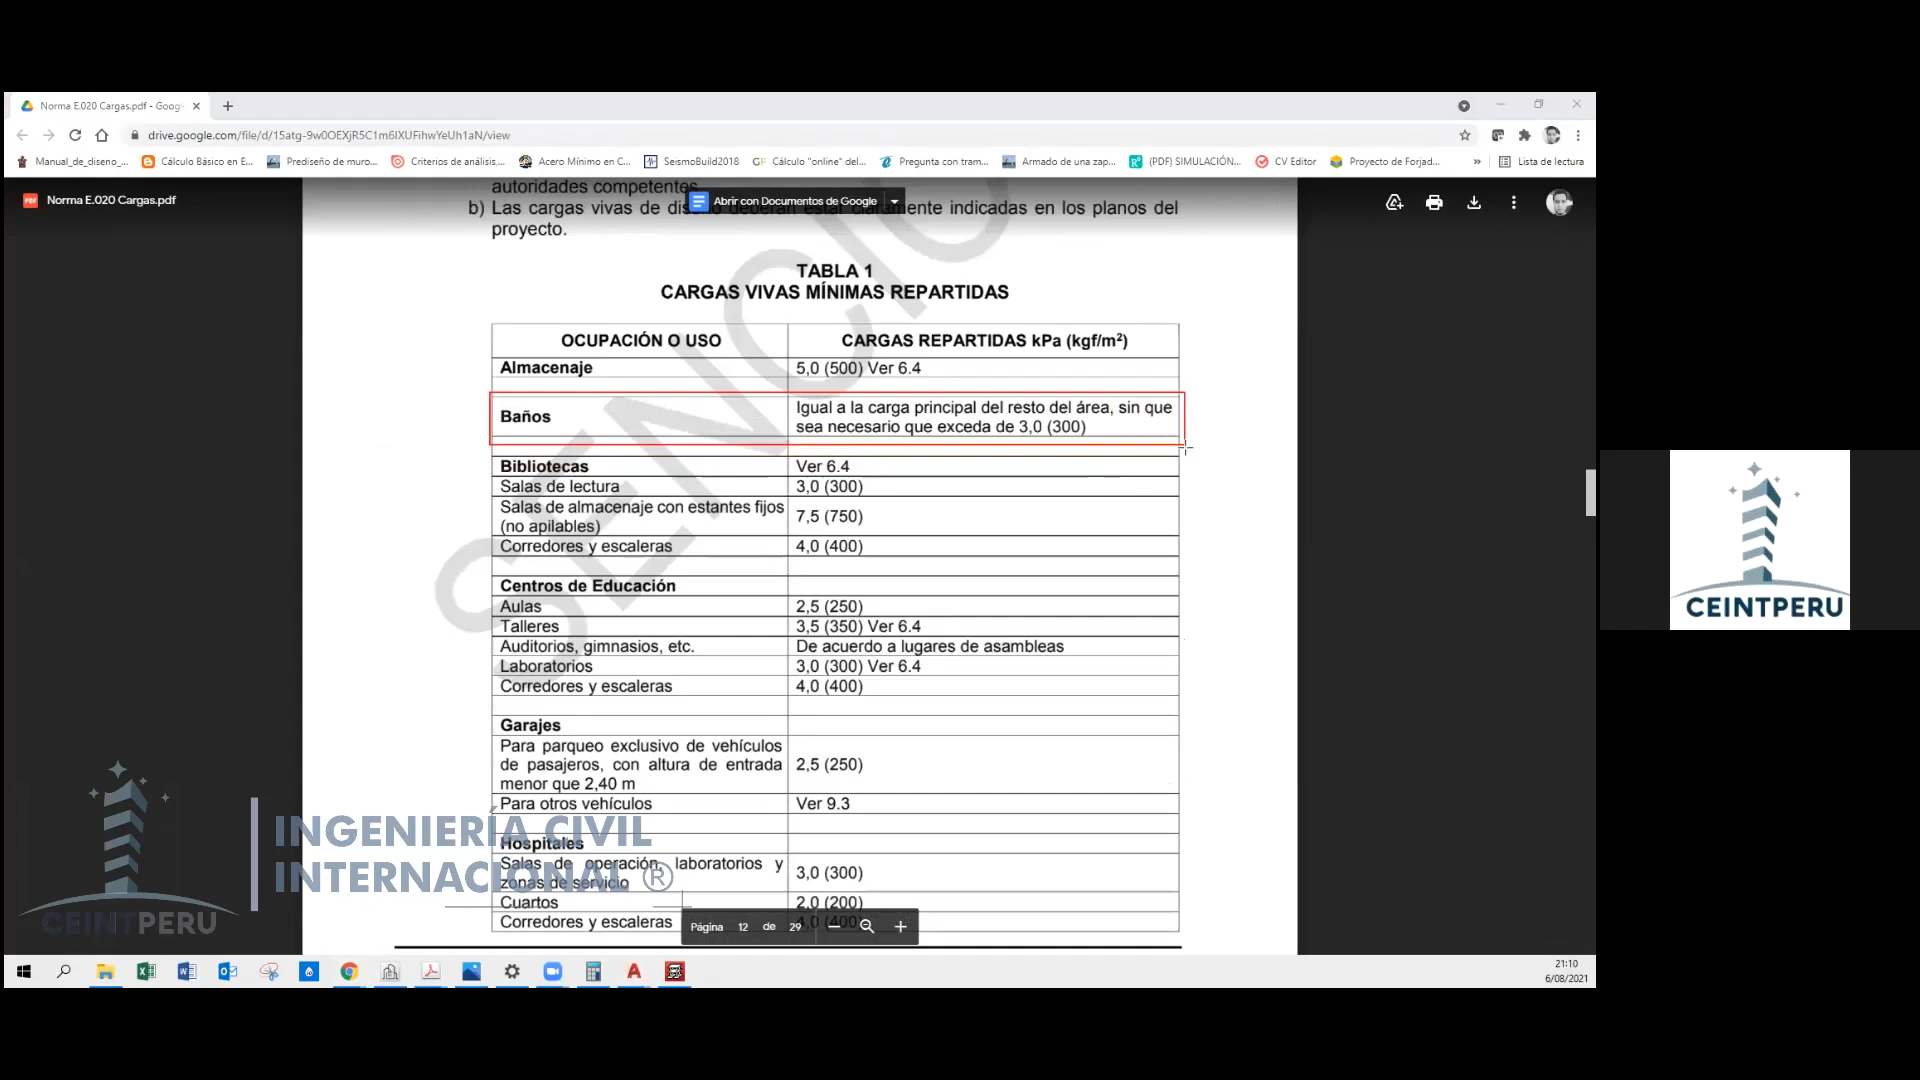 Norma E.020 Cargas.pdf - Goog
drive.google.com/file/d/15atg-9w0OEXjR5C1m6IXUFihwYeUh1aN/view
Manual_de_diseno_...
Cálculo Básico en E...
Prediseño de muro...
Criterios de análisis,...
Acero Mínimo en C...
SeismoBuild2018
Cálculo "online" del...
Pregunta con tram...
Armado de una zap...
(PDF) SIMULACIÓN...
CV Editor
Proyecto de Forjad...
»
Lista de lectura
Norma E.020 Cargas.pdf
Abrir con Documentos de Google
autoridades competentes.
b) Las cargas vivas de diseño deberán estar claramente indicadas en los planos del
proyecto.
TABLA 1
CARGAS VIVAS MÍNIMAS REPARTIDAS
OCUPACIÓN O USO CARGAS REPARTIDAS kPa (kgf/m²)
Almacenaje 5,0 (500) Ver 6.4
Baños Igual a la carga principal del resto del área, sin que
sea necesario que exceda de 3,0 (300)
Bibliotecas Ver 6.4
Salas de lectura 3,0 (300)
Salas de almacenaje con estantes fijos
(no apilables) 7,5 (750)
Corredores y escaleras 4,0 (400)
Centros de Educación
Aulas 2,5 (250)
Talleres 3,5 (350) Ver 6.4
Auditorios, gimnasios, etc. De acuerdo a lugares de asambleas
Laboratorios 3,0 (300) Ver 6.4
Corredores y escaleras 4,0 (400)
Garajes
Para parqueo exclusivo de vehículos
de pasajeros, con altura de entrada 2,5 (250)
menor que 2,40 m
Para otros vehículos Ver 9.3
Hospitales
Salas de operación, laboratorios y
zonas de servicio 3,0 (300)
Cuartos 2,0 (200)
Corredores y escaleras 4,0 (400)
SENCIC
Página 12 de 29
INGENIERÍA CIVIL
INTERNACIONAL ®
CEINTPERU
CEINTPERU
21:10
6/08/2021